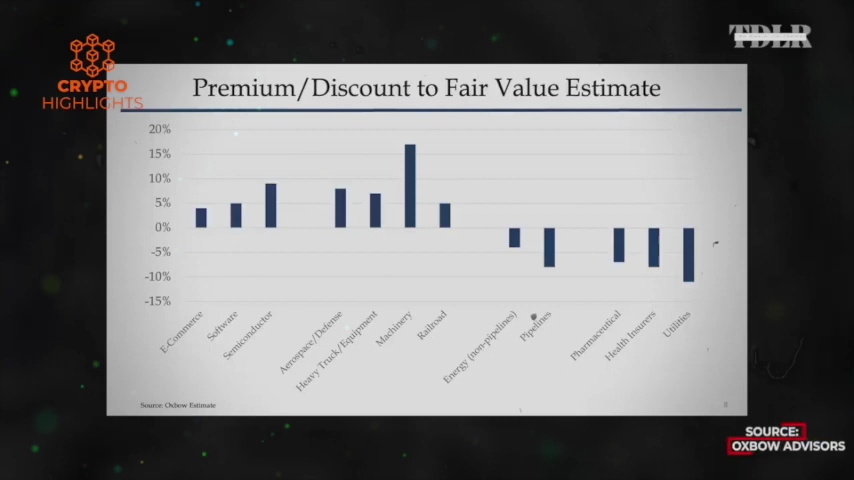 TDLR
CRYPTO
HIGHLIGHTS
Premium/Discount to Fair Value Estimate
20%
15%
10%
5%
0%
-5%
-10%
-15%
E-Commerce
Software
Semiconductor
Aerospace/Defense
Heavy Truck/Equipment
Machinery
Railroad
Energy (non-pipelines)
Pipelines
Pharmaceutical
Health Insurers
Utilities
Source: Oxbow Estimate
SOURCE:
OXBOW ADVISORS